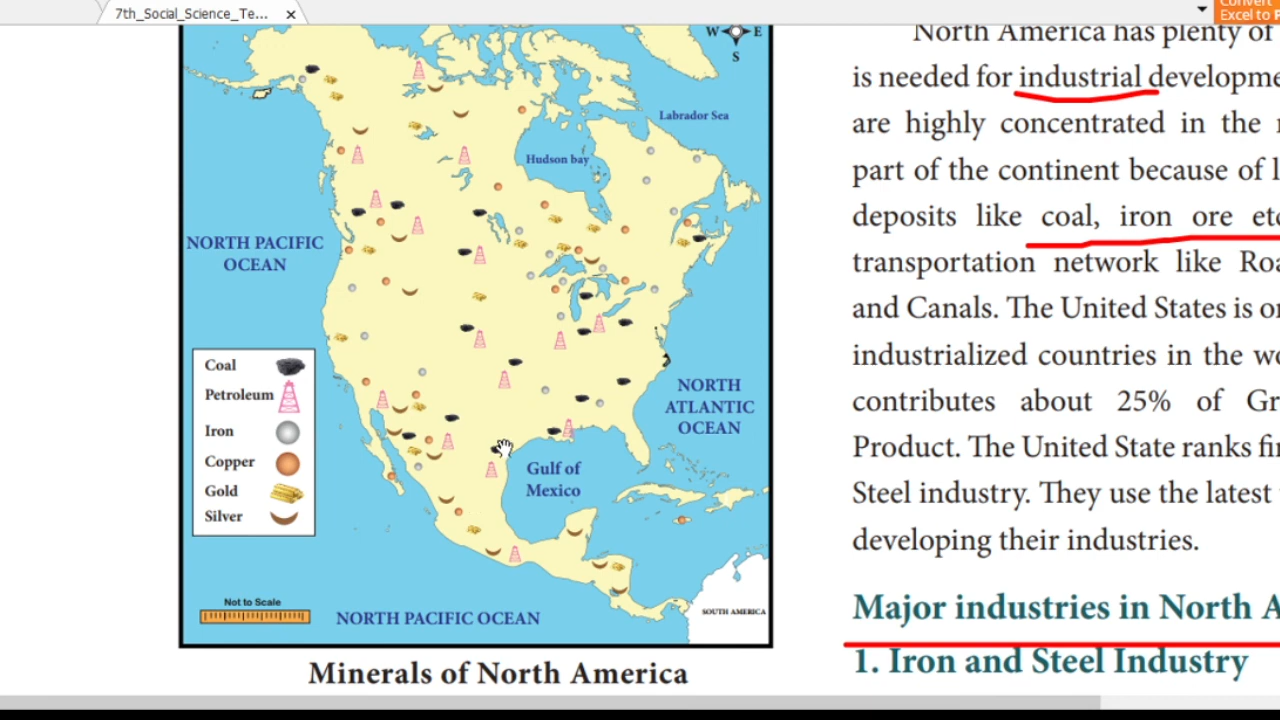 7th_Social_Science_Te...
Convert
Excel to
W E
S
Labrador Sea
Hudson bay
NORTH PACIFIC
OCEAN
Coal
Petroleum
Iron
Copper
Gold
Silver
NORTH
ATLANTIC
OCEAN
Gulf of
Mexico
Not to Scale
NORTH PACIFIC OCEAN
SOUTH AMERICA
Minerals of North America
North America has plenty of
is needed for industrial developme
are highly concentrated in the
part of the continent because of
deposits like coal, iron ore et
transportation network like Roa
and Canals. The United States is
industrialized countries in the w
contributes about 25% of Gr
Product. The United State ranks fi
Steel industry. They use the latest
developing their industries.
Major industries in North A
1. Iron and Steel Industry